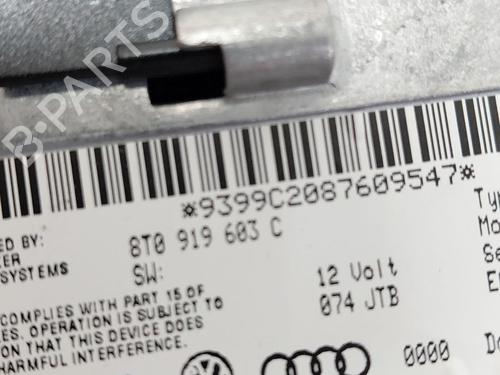 B-PARTS
*9399C2087609547*
ED BY:
8T0 919 603 C
SYSTEMS
SW:
12 Volt
074 JTB
COMPLIES WITH PART 15 OF
ES. OPERATION IS SUBJECT TO
ON THAT THIS DEVICE DOES
HARMFUL INTERFERENCE.
0000